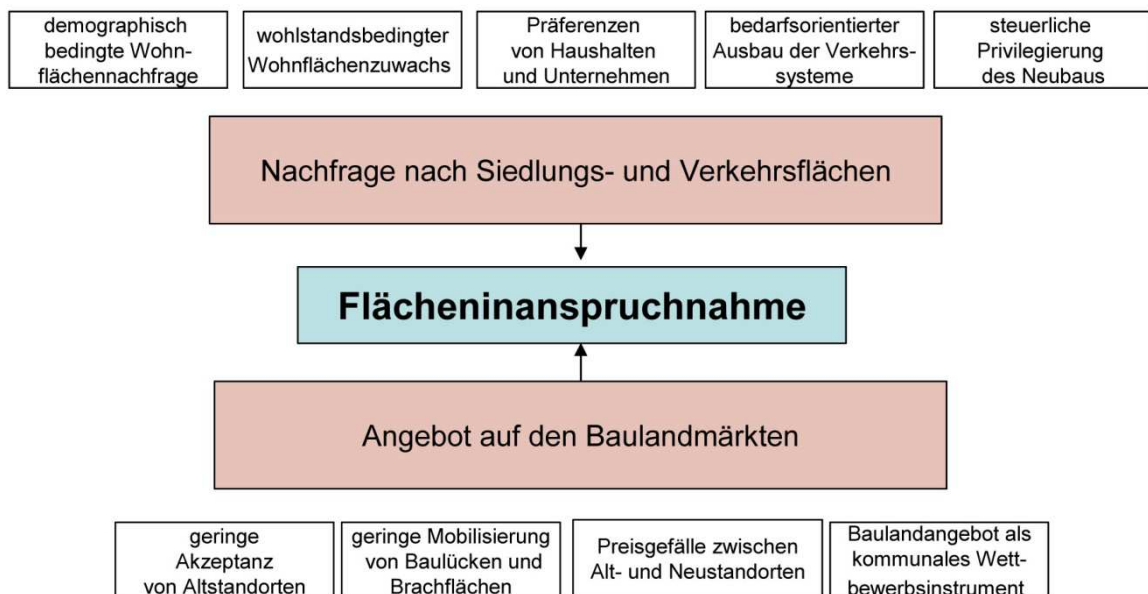 demographisch
bedingte Wohn-
flächennachfrage
wohlstandsbedingter
Wohnflächenzuwachs
Präferenzen
von Haushalten
und Unternehmen
bedarfsorientierter
Ausbau der Verkehrs-
systeme
steuerliche
Privilegierung
des Neubaus
Nachfrage nach Siedlungs- und Verkehrsflächen
Flächeninanspruchnahme
Angebot auf den Baulandmärkten
geringe
Akzeptanz
von Altstandorten
geringe Mobilisierung
von Baulücken und
Brachflächen
Preisgefälle zwischen
Alt- und Neustandorten
Baulandangebot als
kommunales Wett-
bewerbsinstrument